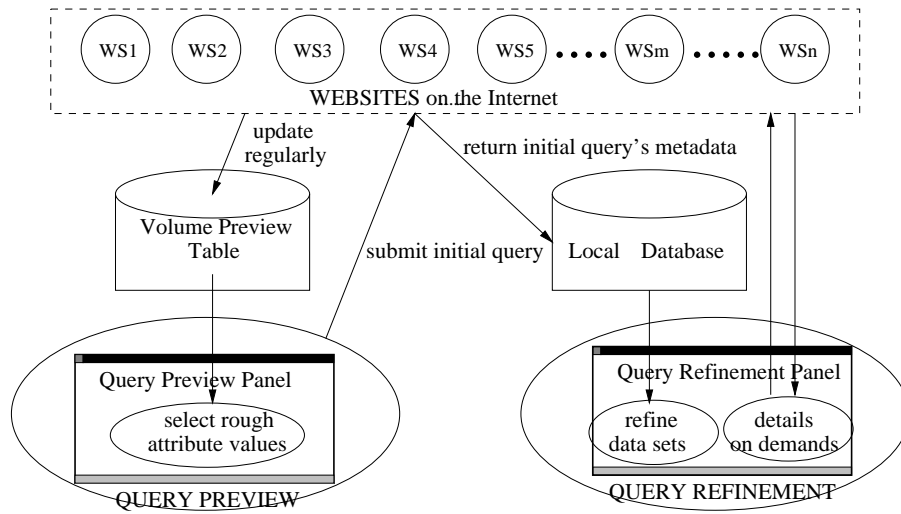 WS1 WS2 WS3 WS4 WS5 WSm WSn
WEBSITES on the Internet
update
regularly
return initial query's metadata
Volume Preview
Table
submit initial query
Local Database
Query Preview Panel
select rough
attribute values
QUERY PREVIEW
Query Refinement Panel
refine
data sets
details
on demands
QUERY REFINEMENT